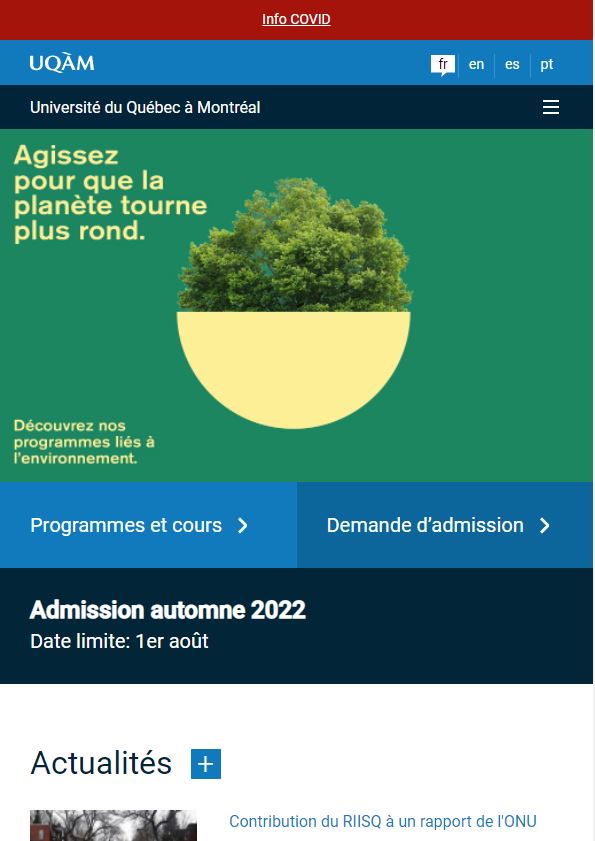 Info COVID
UQÀM
fr en es pt
Université du Québec à Montréal
Agissez
pour que la
planète tourne
plus rond.
Découvrez nos
programmes liés à
l'environnement.
Programmes et cours
Demande d’admission
Admission automne 2022
Date limite: 1er août
Actualités
Contribution du RIISQ à un rapport de l'ONU